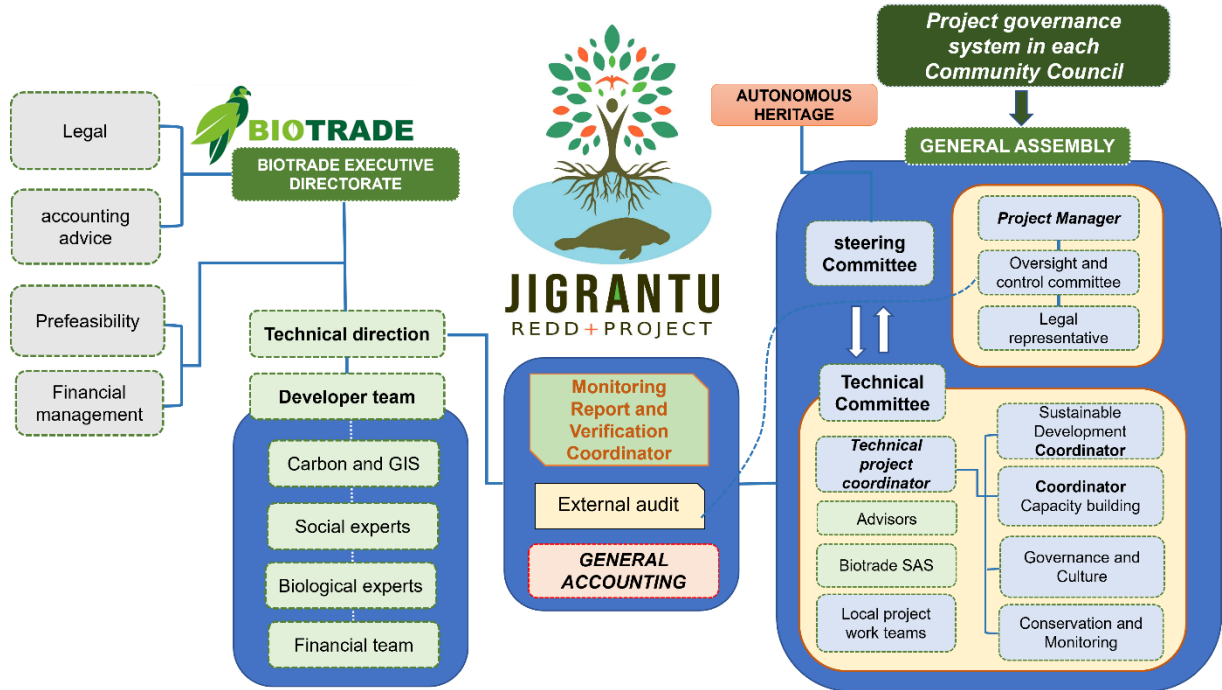 Legal
accounting
advice
Prefeasibility
Financial
management
BIOTRADE
BIOTRADE EXECUTIVE
DIRECTORATE
Technical direction
Developer team
Carbon and GIS
Social experts
Biological experts
Financial team
JIGRANTU
REDD+PROJECT
Monitoring
Report and
Verification
Coordinator
External audit
GENERAL
ACCOUNTING
Project governance
system in each
Community Council
AUTONOMOUS
HERITAGE
GENERAL ASSEMBLY
steering
Committee
Project Manager
Oversight and
control committee
Legal
representative
Technical
Committee
Technical
project
coordinator
Advisors
Biotrade SAS
Local project
work teams
Sustainable
Development
Coordinator
Coordinator
Capacity building
Governance and
Culture
Conservation and
Monitoring